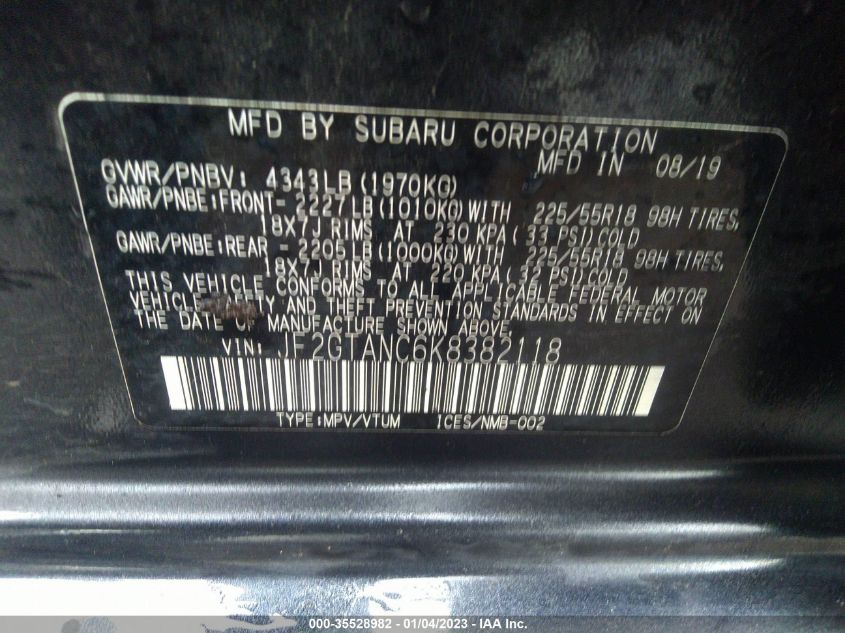 MFD BY SUBARU CORPORATION
MFD IN 08/19
GVWR/PNBV: 4343LB(1970KG)
GAWR/PNBE:FRONT- 2227LB(1010KG)WITH 225/55R18 98H TIRES,
18X7J RIMS AT 230 KPA( 33 PSI)COLD
GAWR/PNBE:REAR - 2205LB(1000KG)WITH 225/55R18 98H TIRES,
18X7J RIMS AT 220 KPA( 32 PSI)COLD
THIS VEHICLE CONFORMS TO ALL APPLICABLE FEDERAL MOTOR
VEHICLE AND THEFT PREVENTION STANDARDS IN EFFECT ON
THE DATE OF MANUFACTURE SHOWN ABOVE.
VIN: JF2GTANC6K8382118
TYPE:MPV/VTUM ICES/NMB-002
000-35528982 - 01/04/2023 - IAA Inc.